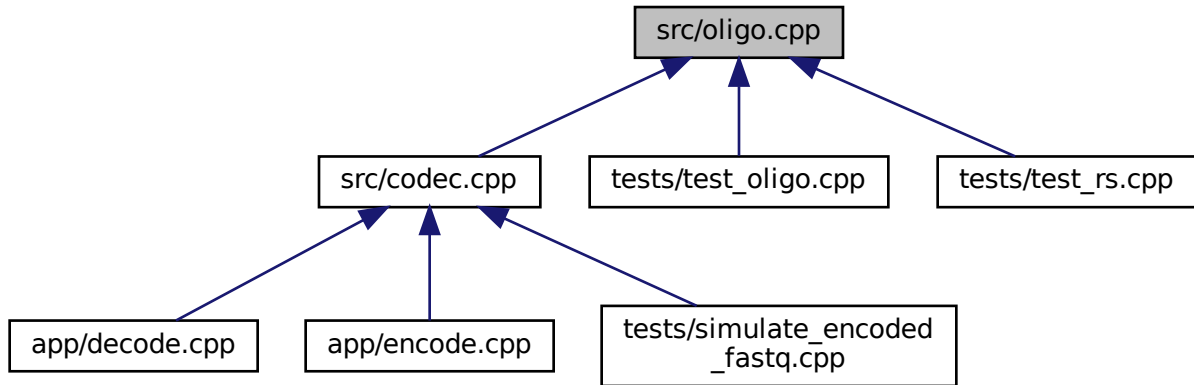 src/oligo.cpp
src/codec.cpp
tests/test_oligo.cpp
tests/test_rs.cpp
app/decode.cpp
app/encode.cpp
tests/simulate_encoded
_fastq.cpp